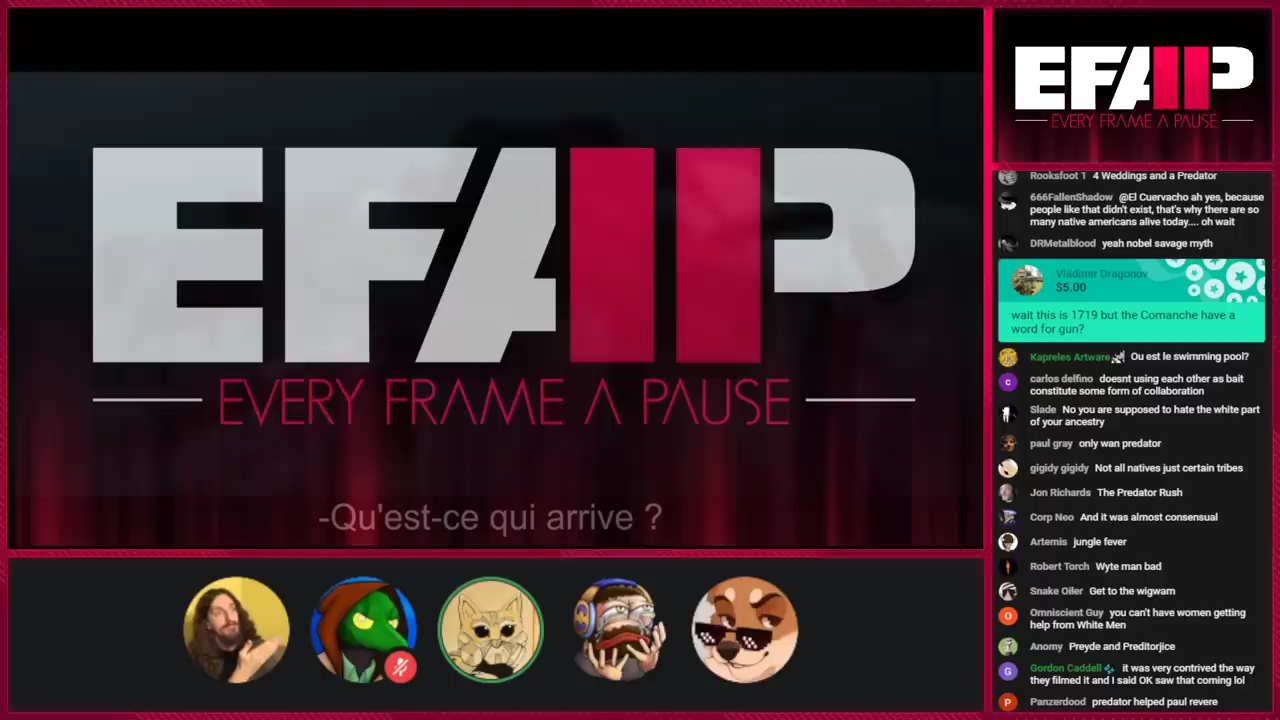 EFAP
EVERY FRAME A PAUSE
-Qu'est-ce qui arrive ?
EFAP
EVERY FRAME A PAUSE
Rooksfoot 1 4 Weddings and a Predator
666FallenShadow @El Cuervacho ah yes, because
people like that didn't exist, that's why there are so
many native americans alive today.... oh wait
DRMetalblood yeah nobel savage myth
Vladimir Dragonov
$5.00
wait this is 1719 but the Comanche have a
word for gun?
Kapreles Artware Ou est le swimming pool?
carlos delfino doesnt using each other as bait
constitute some form of collaboration
Slade No you are supposed to hate the white part
of your ancestry
paul gray only wan predator
gigidy gigidy Not all natives just certain tribes
Jon Richards The Predator Rush
Corp Neo And it was almost consensual
Artemis jungle fever
Robert Torch Wyte man bad
Snake Oiler Get to the wigwam
Omniscient Guy you can't have women getting
help from White Men
Anomy Preyde and Preditorjice
Gordon Caddell it was very contrived the way
they filmed it and I said OK saw that coming lol
Panzerdood predator helped paul revere